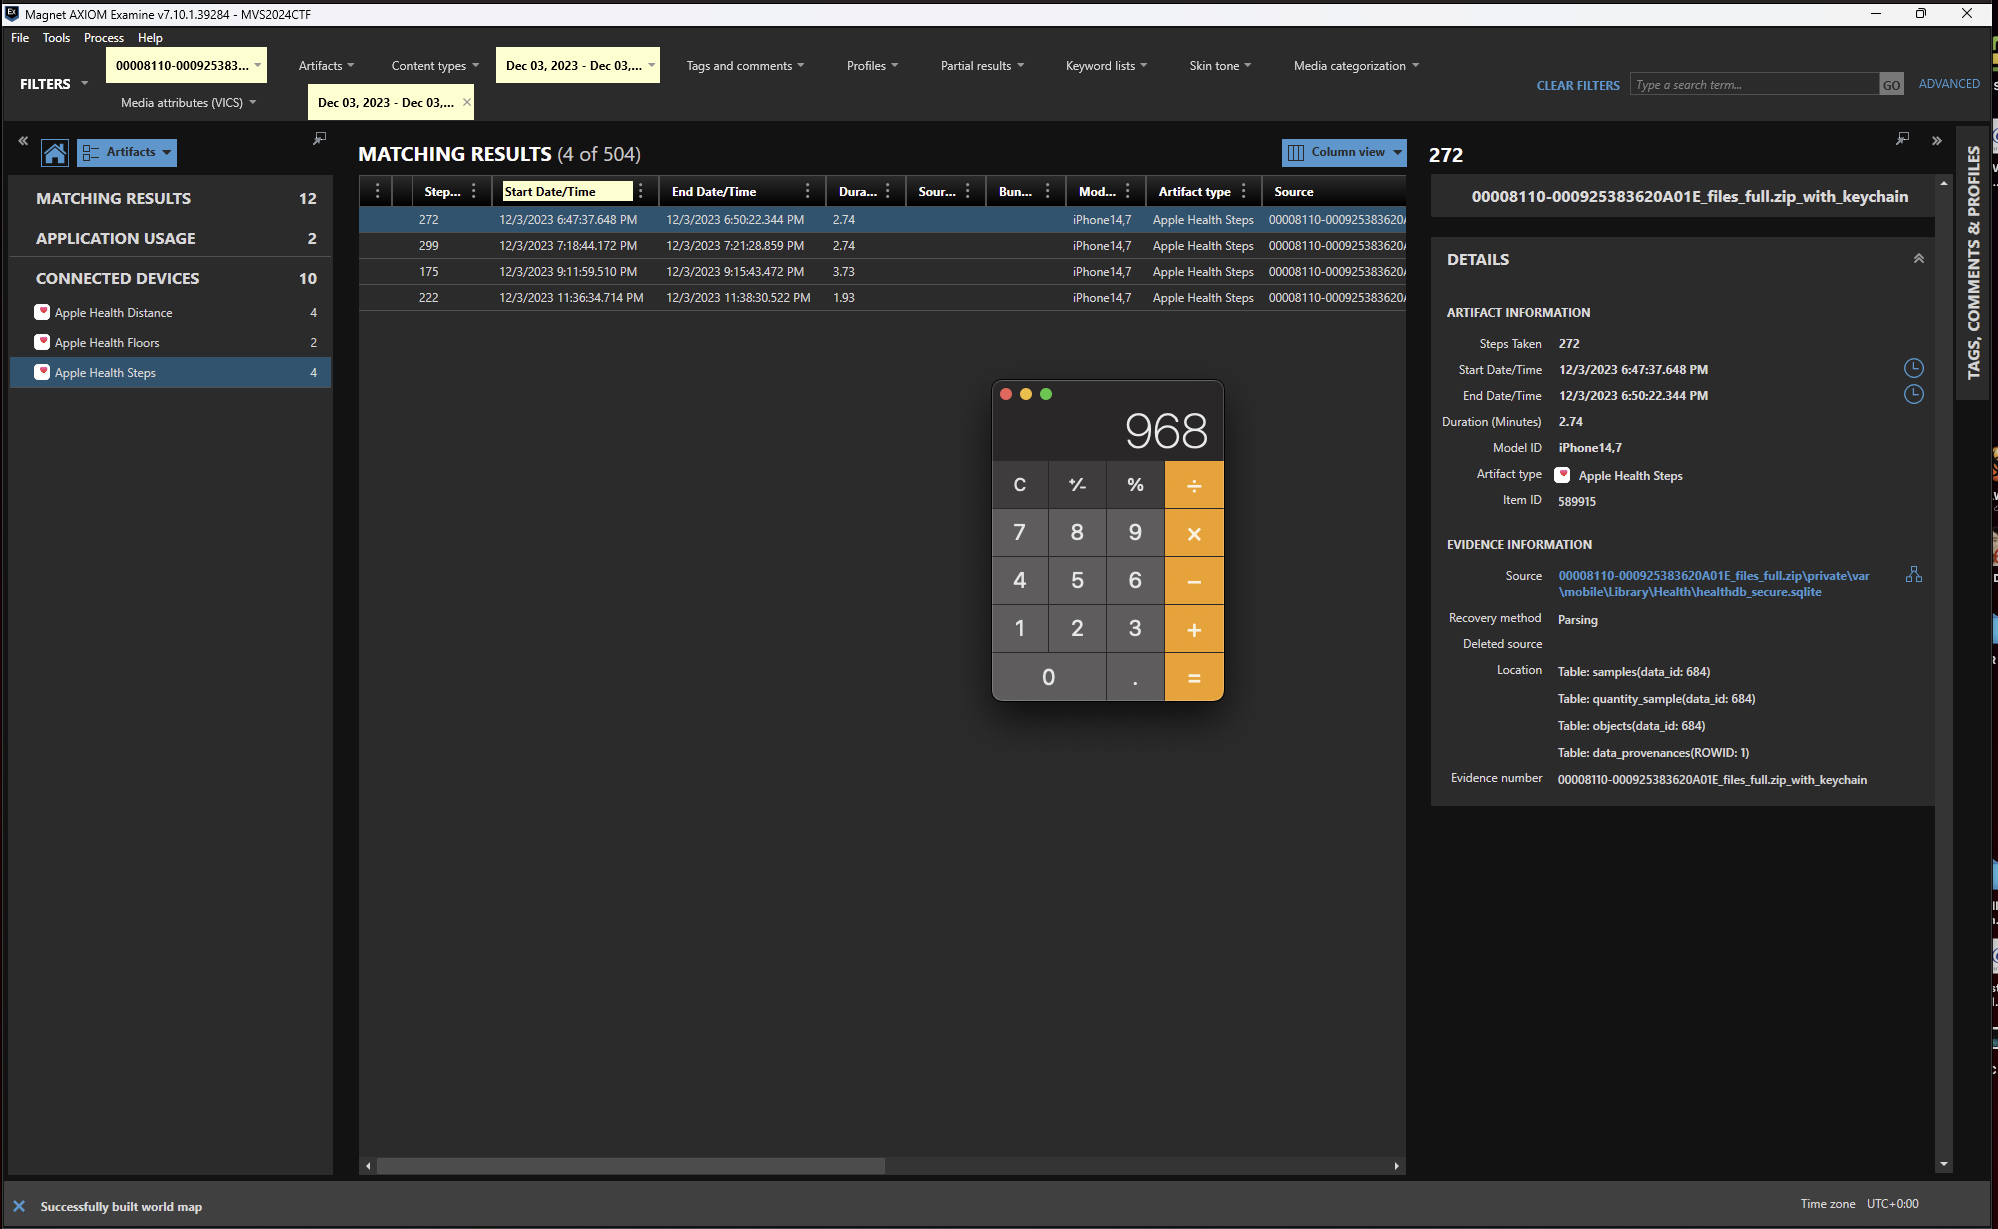 Magnet AXIOM Examine v7.10.1.39284 - MVS2024CTF
File Tools Process Help
FILTERS
00008110-000925383...
Artifacts
Content types
Dec 03, 2023 - Dec 03,...
Tags and comments
Profiles
Partial results
Keyword lists
Skin tone
Media categorization
Media attributes (VICS)
Dec 03, 2023 - Dec 03,...
CLEAR FILTERS
Type a search term...
GO
ADVANCED
Artifacts
MATCHING RESULTS 12
APPLICATION USAGE 2
CONNECTED DEVICES 10
Apple Health Distance 4
Apple Health Floors 2
Apple Health Steps 4
MATCHING RESULTS (4 of 504)
Column view
Step... Start Date/Time End Date/Time Dura... Sour... Bun... Mod... Artifact type Source
272 12/3/2023 6:47:37.648 PM 12/3/2023 6:50:22.344 PM 2.74 iPhone14,7 Apple Health Steps 00008110-000925383620A
299 12/3/2023 7:18:44.172 PM 12/3/2023 7:21:28.859 PM 2.74 iPhone14,7 Apple Health Steps 00008110-000925383620A
175 12/3/2023 9:11:59.510 PM 12/3/2023 9:15:43.472 PM 3.73 iPhone14,7 Apple Health Steps 00008110-000925383620A
222 12/3/2023 11:36:34.714 PM 12/3/2023 11:38:30.522 PM 1.93 iPhone14,7 Apple Health Steps 00008110-000925383620A
968
C +⁄- % ÷
7 8 9 ×
4 5 6 −
1 2 3 +
0 . =
272
00008110-000925383620A01E_files_full.zip_with_keychain
DETAILS
ARTIFACT INFORMATION
Steps Taken 272
Start Date/Time 12/3/2023 6:47:37.648 PM
End Date/Time 12/3/2023 6:50:22.344 PM
Duration (Minutes) 2.74
Model ID iPhone14,7
Artifact type Apple Health Steps
Item ID 589915
EVIDENCE INFORMATION
Source 00008110-000925383620A01E_files_full.zip\private\var
\mobile\Library\Health\healthdb_secure.sqlite
Recovery method Parsing
Deleted source
Location Table: samples(data_id: 684)
Table: quantity_sample(data_id: 684)
Table: objects(data_id: 684)
Table: data_provenances(ROWID: 1)
Evidence number 00008110-000925383620A01E_files_full.zip_with_keychain
TAGS, COMMENTS & PROFILES
Successfully built world map
Time zone UTC+0:00